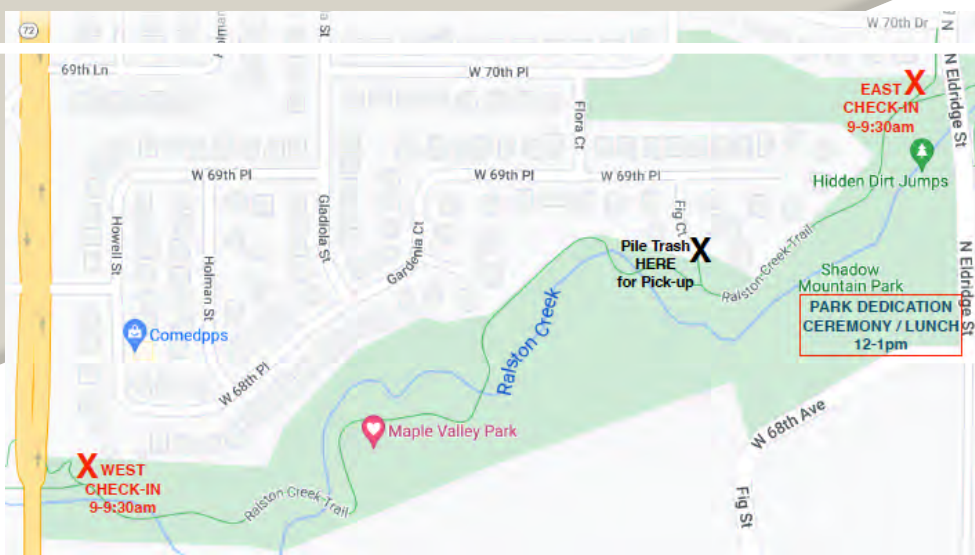 72
W 70th Dr
N
N Eldridge St
69th Ln
W 70th Pl
EAST X
CHECK-IN
9-9:30am
Flora Ct
Hidden Dirt Jumps
W 69th Pl
W 69th Pl
W 69th Pl
Howell St
Holman St
Gladiola St
Gardenia Ct
Fig Ct
Pile Trash X
HERE
for Pick-up
Ralston-Creek-Trail
Shadow
Mountain Park
PARK DEDICATION
CEREMONY / LUNCH
12-1pm
N Eldridge St
Comedpps
Ralston Creek
W 68th Pl
Maple Valley Park
W 68th Ave
X WEST
CHECK-IN
9-9:30am
Ralston Creek-Trail
Fig St